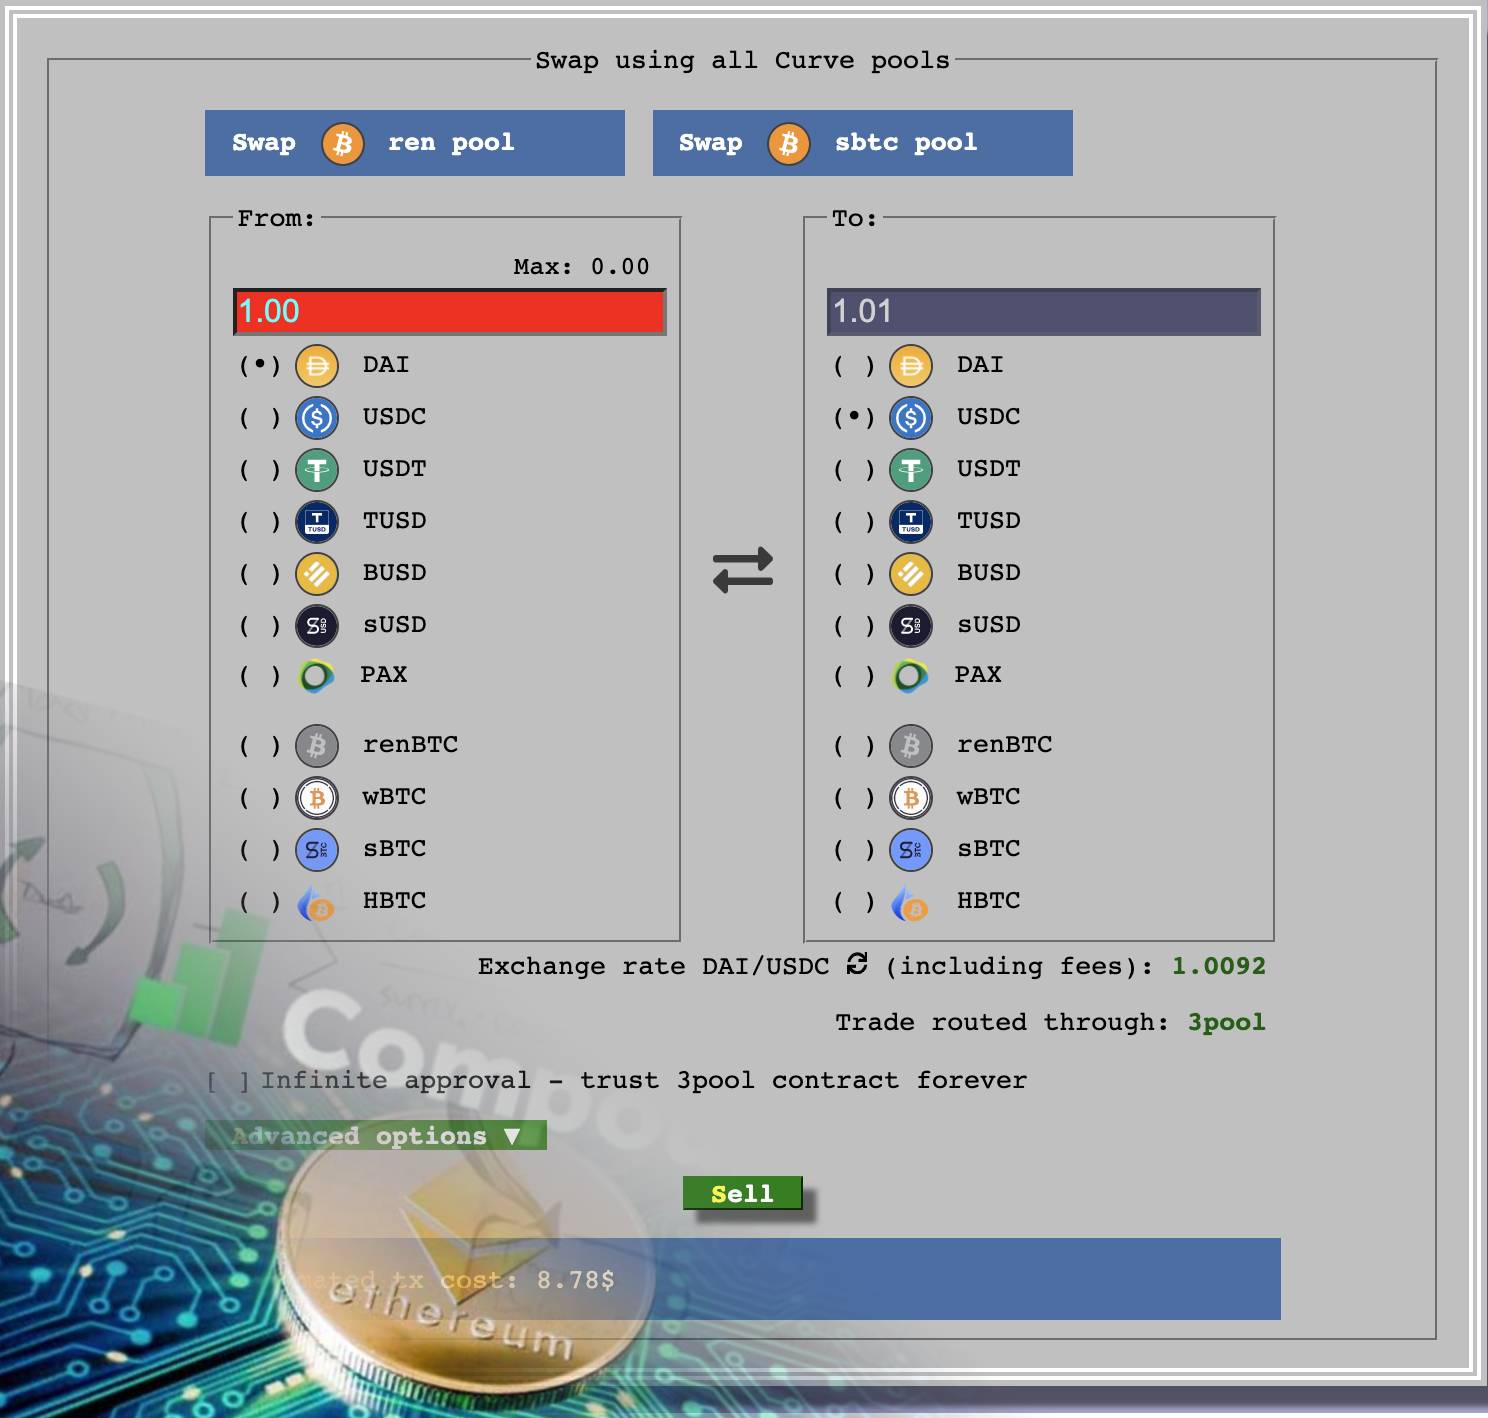 Swap using all Curve pools
Swap ren pool
Swap sbtc pool
From:
Max: 0.00
1.00
(•) DAI
( ) USDC
( ) USDT
( ) TUSD
( ) BUSD
( ) sUSD
( ) PAX
( ) renBTC
( ) wBTC
( ) sBTC
( ) HBTC
To:
1.01
( ) DAI
(•) USDC
( ) USDT
( ) TUSD
( ) BUSD
( ) sUSD
( ) PAX
( ) renBTC
( ) wBTC
( ) sBTC
( ) HBTC
Exchange rate DAI/USDC (including fees): 1.0092
Trade routed through: 3pool
[ ] Infinite approval - trust 3pool contract forever
Advanced options ▼
Sell
tx cost: 8.78$
ethereum